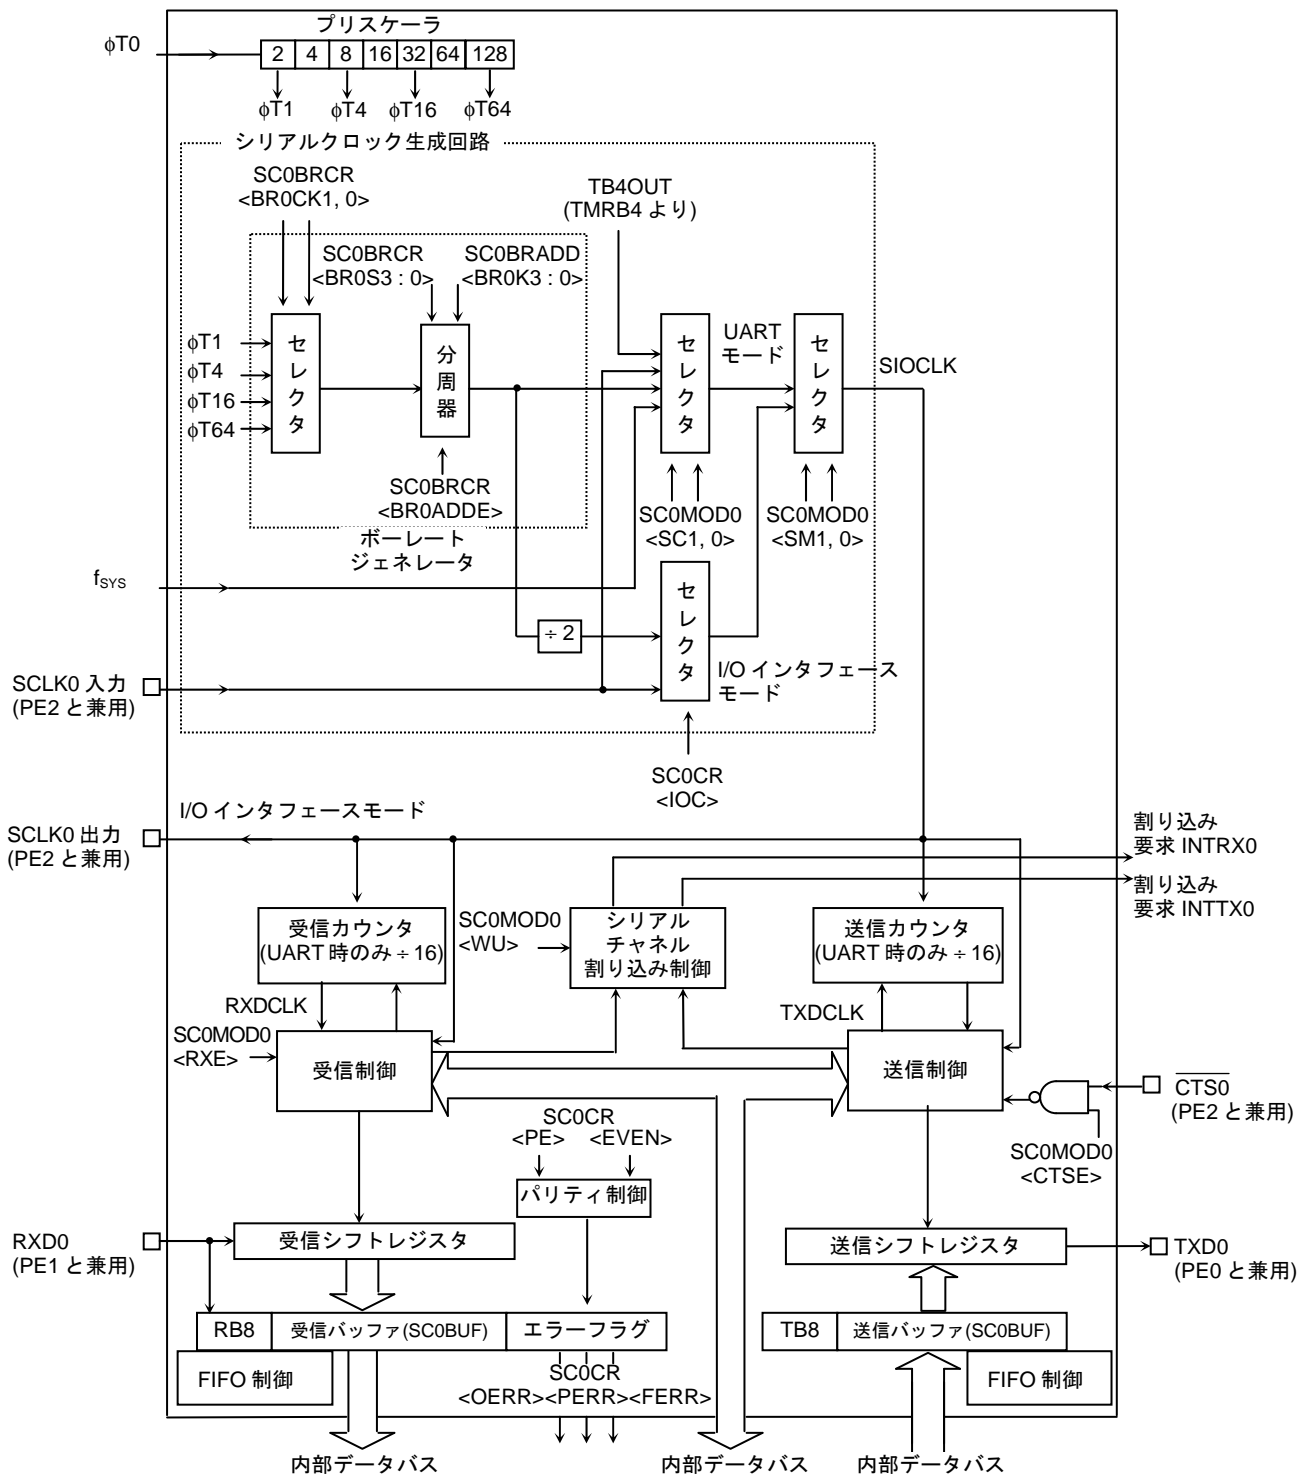 プリスケーラ
φT0
2 4 8 16 32 64 128
φT1 φT4 φT16 φT64
シリアルクロック生成回路
SC0BRCR
<BR0CK1, 0>
TB4OUT
(TMRB4 より)
SC0BRCR
<BR0S3 : 0>
SC0BRADD
<BR0K3 : 0>
φT1
φT4
φT16
φT64
セレクタ
分周器
セレクタ
UART
モード
セレクタ
SIOCLK
SC0BRCR
<BR0ADDE>
SC0MOD0
<SC1, 0>
SC0MOD0
<SM1, 0>
ボーレート
ジェネレータ
fSYS
÷ 2
セレクタ
I/O インタフェース
モード
SCLK0 入力
(PE2 と兼用)
SC0CR
<IOC>
I/O インタフェースモード
SCLK0 出力
(PE2 と兼用)
割り込み
要求 INTRX0
割り込み
要求 INTTX0
受信カウンタ
(UART 時のみ ÷ 16)
SC0MOD0
<WU>
シリアル
チャネル
割り込み制御
送信カウンタ
(UART 時のみ ÷ 16)
RXDCLK
TXDCLK
SC0MOD0
<RXE>
受信制御
送信制御
CTS0
(PE2 と兼用)
SC0MOD0
<CTSE>
SC0CR
<PE> <EVEN>
パリティ制御
RXD0
(PE1 と兼用)
受信シフトレジスタ
送信シフトレジスタ
TXD0
(PE0 と兼用)
RB8 受信バッファ(SC0BUF) エラーフラグ
TB8 送信バッファ(SC0BUF)
FIFO 制御
SC0CR
<OERR><PERR><FERR>
FIFO 制御
内部データバス
内部データバス
内部データバス